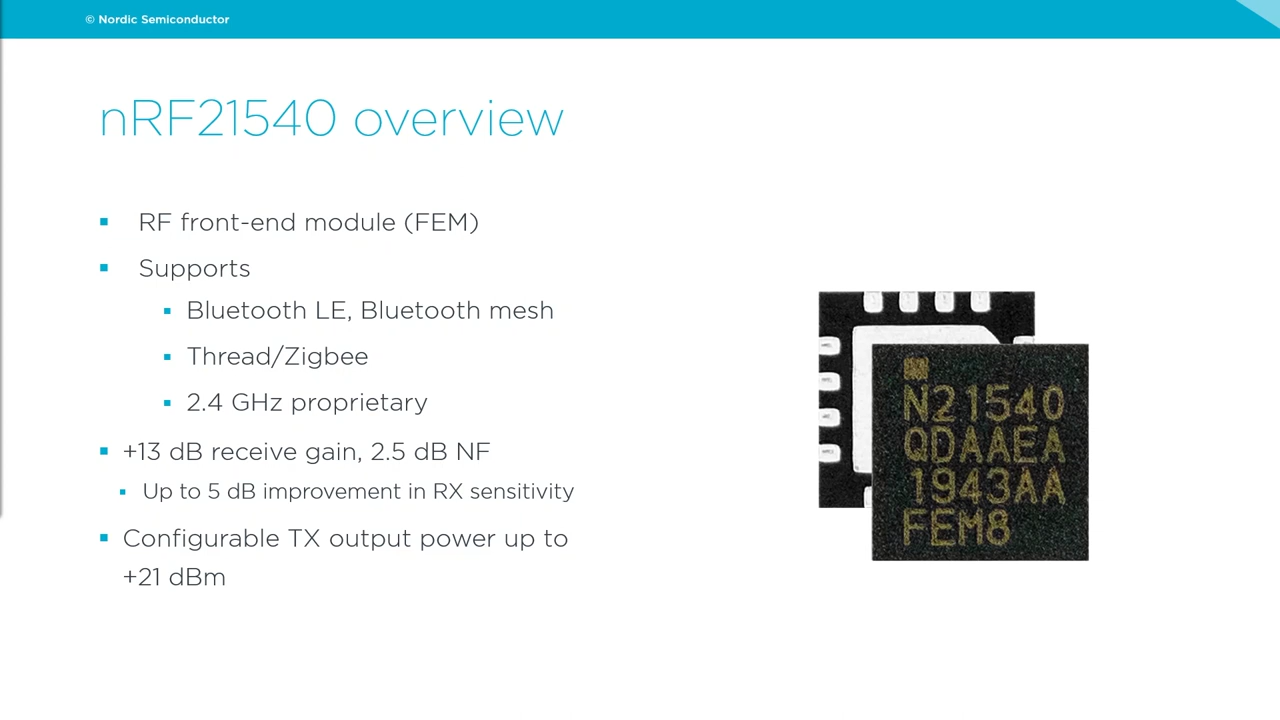 © Nordic Semiconductor
nRF21540 overview
RF front-end module (FEM)
Supports
Bluetooth LE, Bluetooth mesh
Thread/Zigbee
2.4 GHz proprietary
+13 dB receive gain, 2.5 dB NF
Up to 5 dB improvement in RX sensitivity
Configurable TX output power up to
+21 dBm
N21540
QDAAEA
1943AA
FEM8